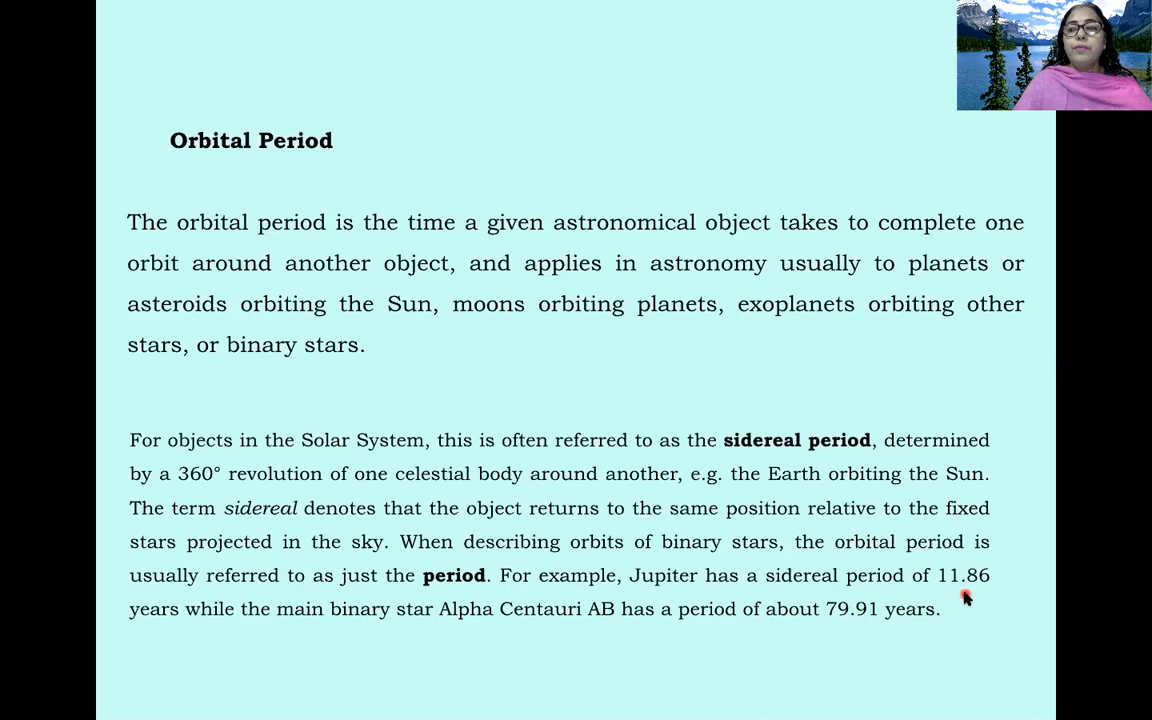 Orbital Period
The orbital period is the time a given astronomical object takes to complete one
orbit around another object, and applies in astronomy usually to planets or
asteroids orbiting the Sun, moons orbiting planets, exoplanets orbiting other
stars, or binary stars.
For objects in the Solar System, this is often referred to as the sidereal period, determined
by a 360° revolution of one celestial body around another, e.g. the Earth orbiting the Sun.
The term sidereal denotes that the object returns to the same position relative to the fixed
stars projected in the sky. When describing orbits of binary stars, the orbital period is
usually referred to as just the period. For example, Jupiter has a sidereal period of 11.86
years while the main binary star Alpha Centauri AB has a period of about 79.91 years.